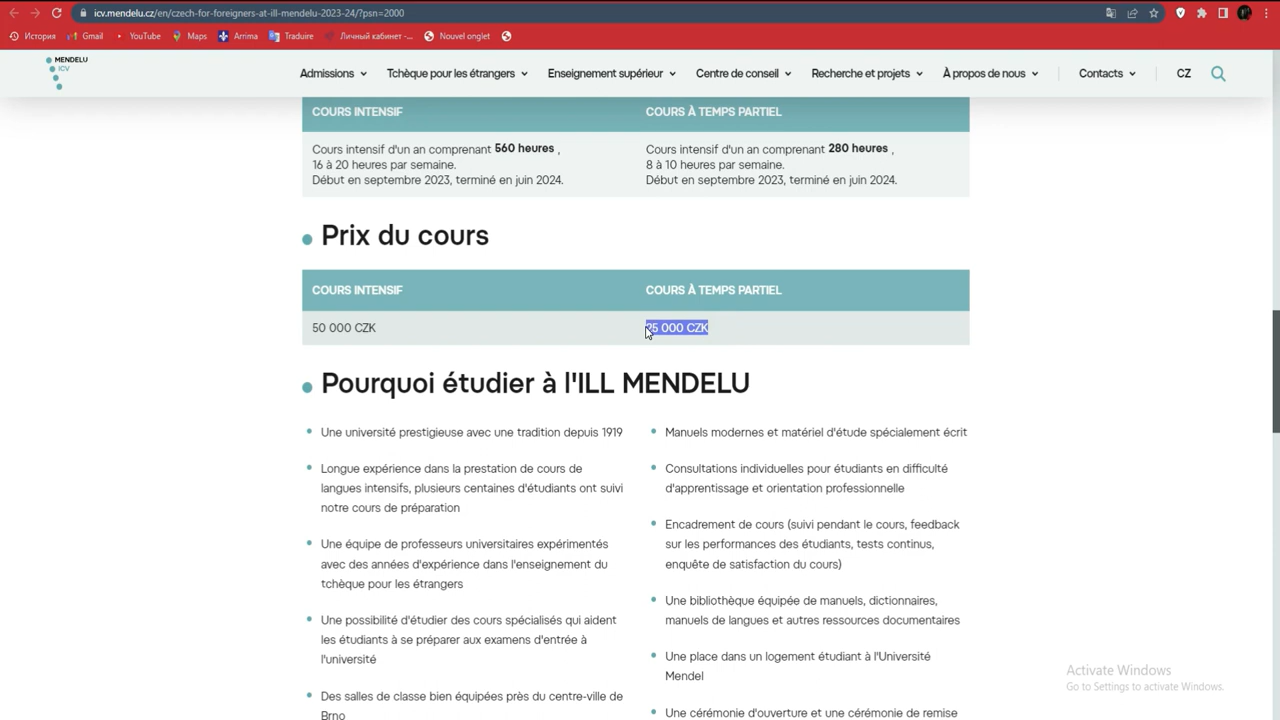 icv.mendelu.cz/en/czech-for-foreigners-at-ill-mendelu-2023-24/?psn=2000
История Gmail YouTube Maps Arrima Traduire Личный кабинет -... Nouvel onglet
MENDELU
ICV
Admissions Tchèque pour les étrangers Enseignement supérieur Centre de conseil Recherche et projets À propos de nous Contacts CZ
COURS INTENSIF COURS À TEMPS PARTIEL
Cours intensif d'un an comprenant 560 heures ,
16 à 20 heures par semaine.
Début en septembre 2023, terminé en juin 2024.
Cours intensif d'un an comprenant 280 heures ,
8 à 10 heures par semaine.
Début en septembre 2023, terminé en juin 2024.
Prix du cours
COURS INTENSIF COURS À TEMPS PARTIEL
50 000 CZK 25 000 CZK
Pourquoi étudier à l'ILL MENDELU
Une université prestigieuse avec une tradition depuis 1919
Longue expérience dans la prestation de cours de
langues intensifs, plusieurs centaines d'étudiants ont suivi
notre cours de préparation
Une équipe de professeurs universitaires expérimentés
avec des années d'expérience dans l'enseignement du
tchèque pour les étrangers
Une possibilité d'étudier des cours spécialisés qui aident
les étudiants à se préparer aux examens d'entrée à
l'université
Des salles de classe bien équipées près du centre-ville de
Brno
Manuels modernes et matériel d'étude spécialement écrit
Consultations individuelles pour étudiants en difficulté
d'apprentissage et orientation professionnelle
Encadrement de cours (suivi pendant le cours, feedback
sur les performances des étudiants, tests continus,
enquête de satisfaction du cours)
Une bibliothèque équipée de manuels, dictionnaires,
manuels de langues et autres ressources documentaires
Une place dans un logement étudiant à l'Université
Mendel
Une cérémonie d'ouverture et une cérémonie de remise
Activate Windows
Go to Settings to activate Windows.